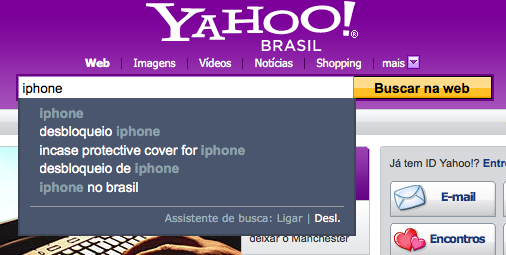 YAHOO!
BRASIL
Web | Imagens | Vídeos | Notícias | Shopping | mais
iphone
Buscar na web
iphone
desbloqueio iphone
incase protective cover for iphone
desbloqueio de iphone
iphone no brasil
Assistente de busca: Ligar | Desl.
deixar o Manchester
Já tem ID Yahoo!? Entre
E-mail
Encontros